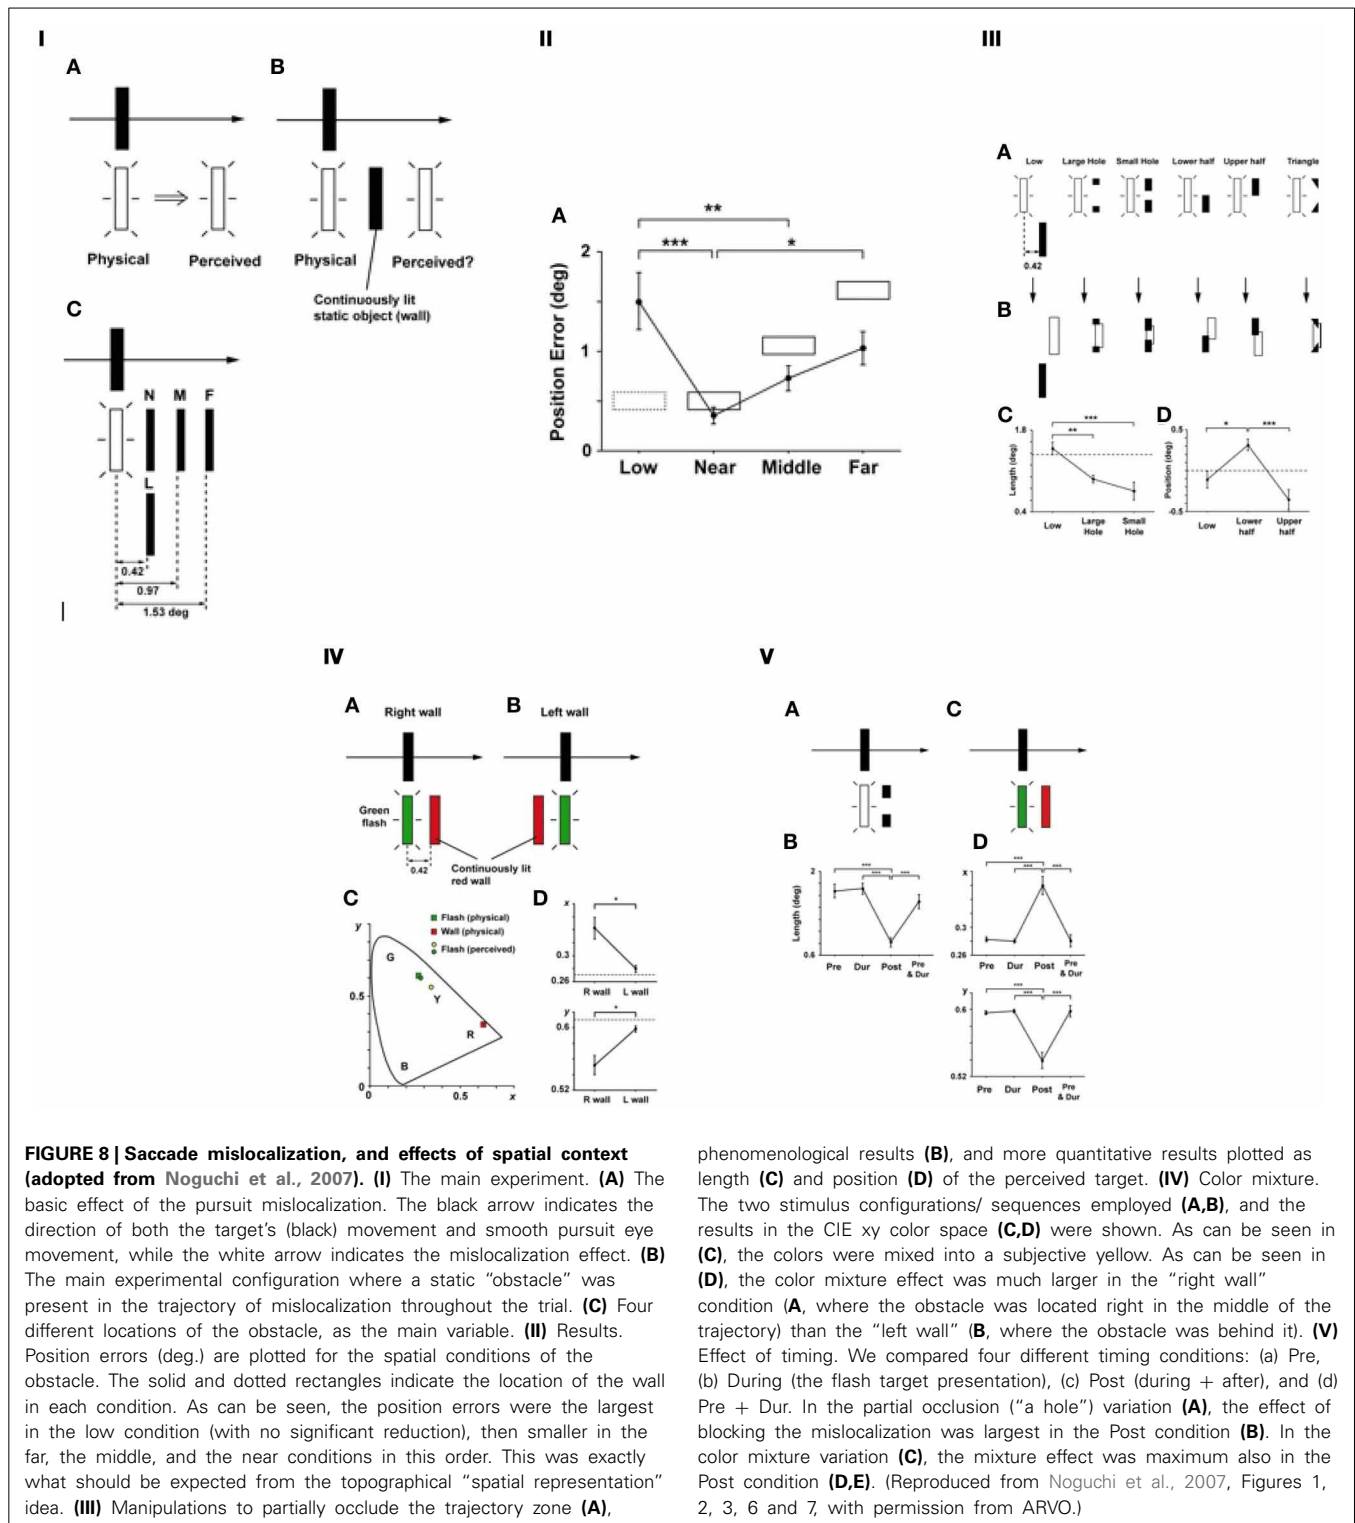 I
A
B
Physical
Perceived
Physical
Perceived?
Continuously lit
static object (wall)
C
N M F
L
0.42
0.97
1.53 deg
II
A
**
***
*
Position Error (deg)
2
1
0
Low Near Middle Far
III
A
Low Large Hole Small Hole Lower half Upper half Triangle
0.42
B
C
***
**
1.8
Length (deg)
0.4
Low Large Hole Small Hole
D
* ***
0.5
Position (deg)
-0.5
Low Lower half Upper half
IV
A
Right wall
B
Left wall
Green
flash
0.42
Continuously lit
red wall
C
y
Flash (physical)
Wall (physical)
Flash (perceived)
G
0.5
Y
R
B
0
0.5
x
D
x
*
0.3
0.26
R wall L wall
y
*
0.6
0.52
R wall L wall
V
A
C
B
***
*** ***
2
Length (deg)
0.6
Pre Dur Post Pre & Dur
D
***
*** ***
x
0.3
0.26
Pre Dur Post Pre & Dur
***
*** ***
y
0.6
0.52
Pre Dur Post Pre & Dur
FIGURE 8 | Saccade mislocalization, and effects of spatial context
(adopted from Noguchi et al., 2007). (I) The main experiment. (A) The
basic effect of the pursuit mislocalization. The black arrow indicates the
direction of both the target's (black) movement and smooth pursuit eye
movement, while the white arrow indicates the mislocalization effect. (B)
The main experimental configuration where a static “obstacle” was
present in the trajectory of mislocalization throughout the trial. (C) Four
different locations of the obstacle, as the main variable. (II) Results.
Position errors (deg.) are plotted for the spatial conditions of the
obstacle. The solid and dotted rectangles indicate the location of the wall
in each condition. As can be seen, the position errors were the largest
in the low condition (with no significant reduction), then smaller in the
far, the middle, and the near conditions in this order. This was exactly
what should be expected from the topographical “spatial representation”
idea. (III) Manipulations to partially occlude the trajectory zone (A),
phenomenological results (B), and more quantitative results plotted as
length (C) and position (D) of the perceived target. (IV) Color mixture.
The two stimulus configurations/ sequences employed (A,B), and the
results in the CIE xy color space (C,D) were shown. As can be seen in
(C), the colors were mixed into a subjective yellow. As can be seen in
(D), the color mixture effect was much larger in the “right wall”
condition (A, where the obstacle was located right in the middle of the
trajectory) than the “left wall” (B, where the obstacle was behind it). (V)
Effect of timing. We compared four different timing conditions: (a) Pre,
(b) During (the flash target presentation), (c) Post (during + after), and (d)
Pre + Dur. In the partial occlusion (“a hole”) variation (A), the effect of
blocking the mislocalization was largest in the Post condition (B). In the
color mixture variation (C), the mixture effect was maximum also in the
Post condition (D,E). (Reproduced from Noguchi et al., 2007, Figures 1,
2, 3, 6 and 7, with permission from ARVO.)